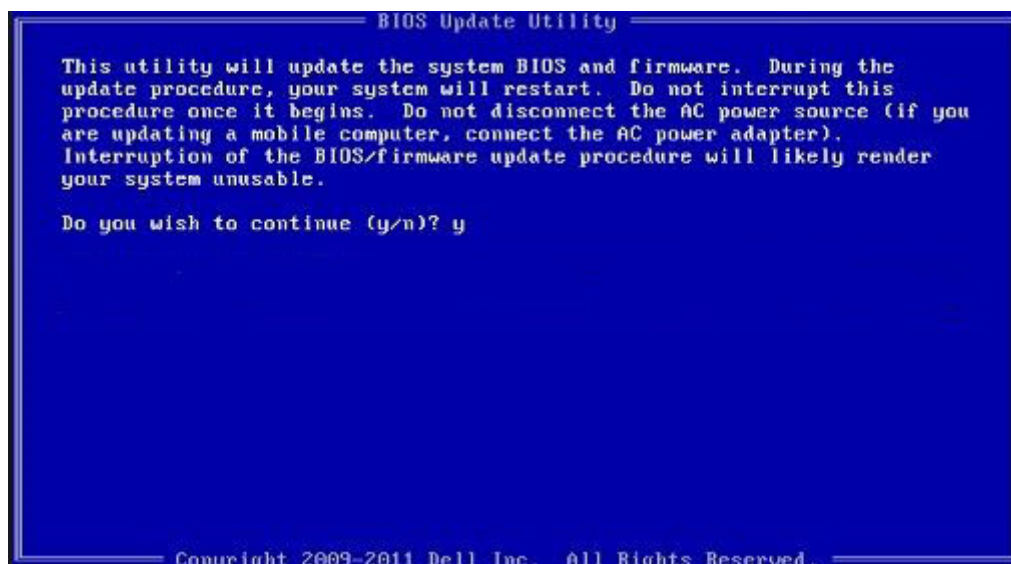 BIOS Update Utility
This utility will update the system BIOS and firmware. During the
update procedure, your system will restart. Do not interrupt this
procedure once it begins. Do not disconnect the AC power source (if you
are updating a mobile computer, connect the AC power adapter).
Interruption of the BIOS/firmware update procedure will likely render
your system unusable.
Do you wish to continue (y/n)? y
Copyright 2009-2011 Dell Inc. All Rights Reserved.